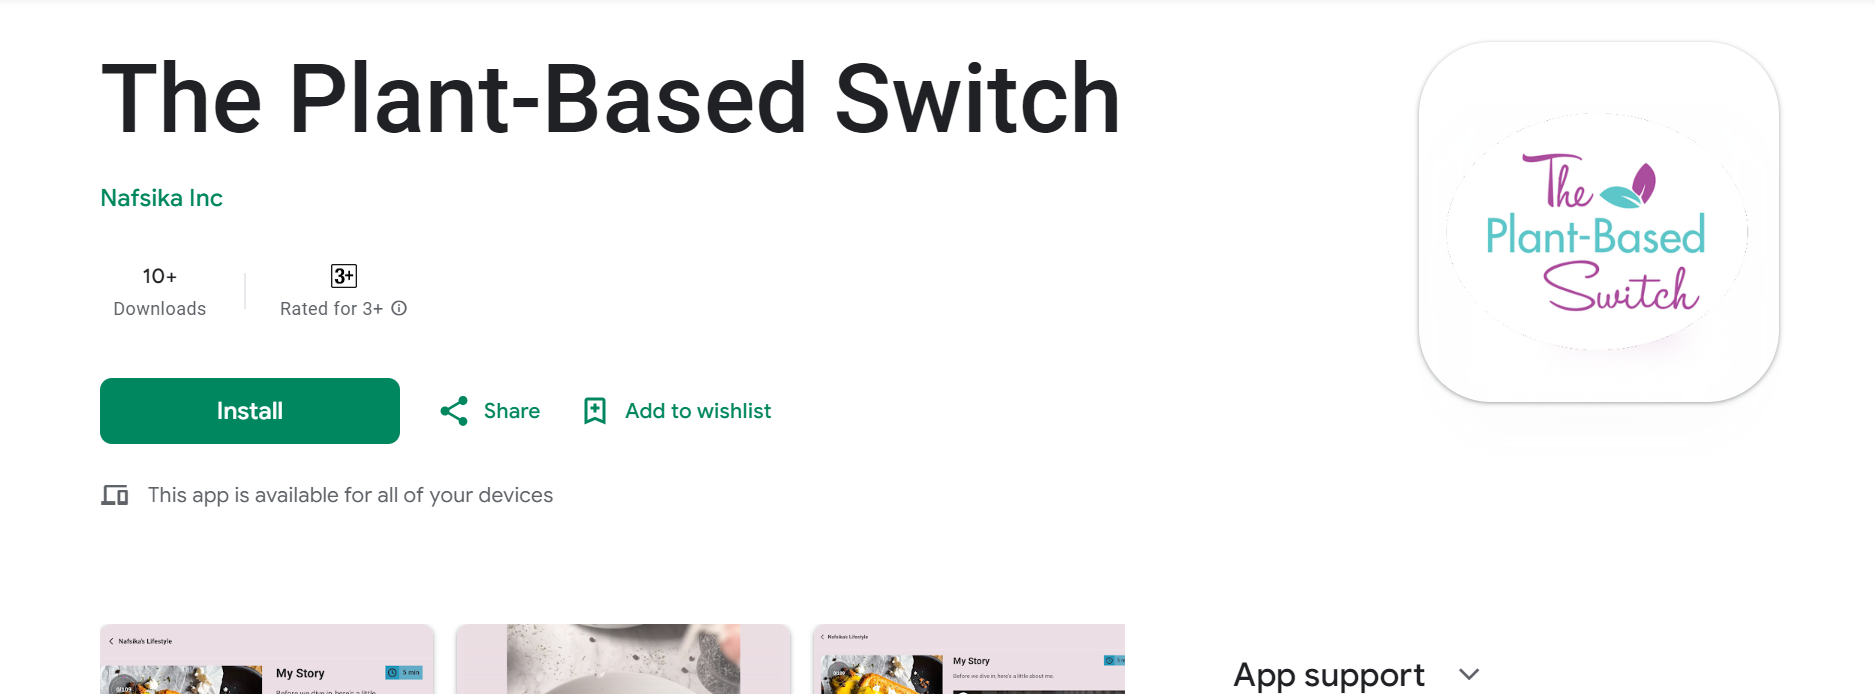 The Plant-Based Switch
Nafsika Inc
10+
Downloads
3+
Rated for 3+
Install
Share
Add to wishlist
This app is available for all of your devices
The
Plant-Based
Switch
Nafsika's Lifestyle
My Story
5 min
0/109
Before we dive in, here's a little
Nafsika's Lifestyle
My Story
Before we dive in, here's a little about me.
App support